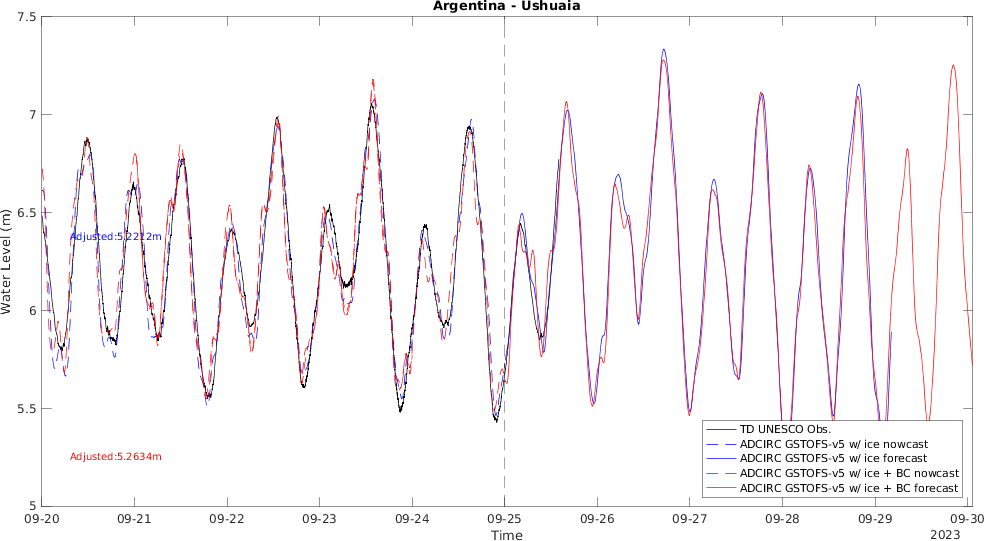 Argentina - Ushuaia
7.5
7
6.5
6
5.5
5
Water Level (m)
Adjusted:5.2212m
Adjusted:5.2634m
TD UNESCO Obs.
ADCIRC GSTOFS-v5 w/ ice nowcast
ADCIRC GSTOFS-v5 w/ ice forecast
ADCIRC GSTOFS-v5 w/ ice + BC nowcast
ADCIRC GSTOFS-v5 w/ ice + BC forecast
09-20 09-21 09-22 09-23 09-24 09-25 09-26 09-27 09-28 09-29 09-30
Time
2023